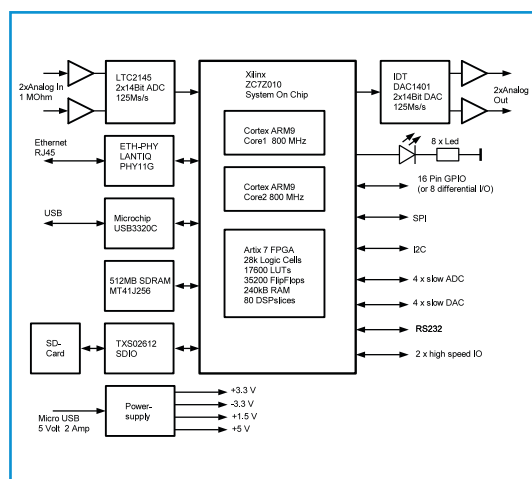 2xAnalog In
1 MOhm
LTC2145
2x14Bit ADC
125Ms/s
Xilinx
ZC7Z010
System On Chip
IDT
DAC1401
2x14Bit DAC
125Ms/s
2xAnalog
Out
Ethernet
RJ45
ETH-PHY
LANTIQ
PHY11G
Cortex ARM9
Core1 800 MHz
8 x Led
16 Pin GPIO
(or 8 differential I/O)
USB
Microchip
USB3320C
Cortex ARM9
Core2 800 MHz
SPI
I2C
512MB SDRAM
MT41J256
Artix 7 FPGA
28k Logic Cells
17600 LUTs
35200 FlipFlops
240kB RAM
80 DSPslices
4 x slow ADC
4 x slow DAC
SD-
Card
TXS02612
SDIO
RS232
2 x high speed IO
Micro USB
5 Volt 2 Amp
Power-
supply
+3.3 V
-3.3 V
+1.5 V
+5 V